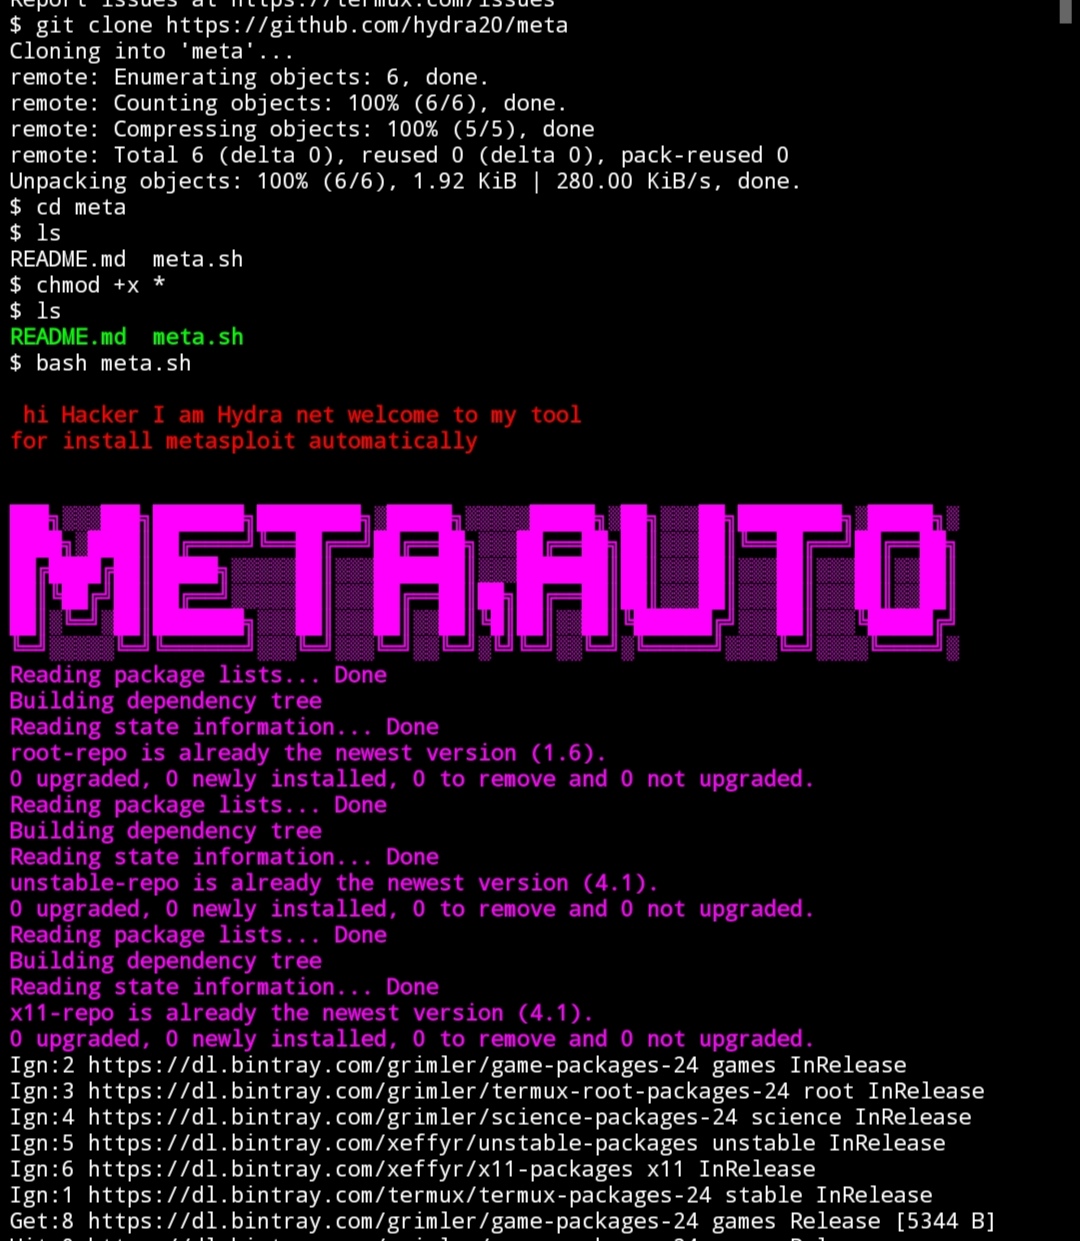 Report issues at https://termux.com/issues
$ git clone https://github.com/hydra20/meta
Cloning into 'meta'...
remote: Enumerating objects: 6, done.
remote: Counting objects: 100% (6/6), done.
remote: Compressing objects: 100% (5/5), done
remote: Total 6 (delta 0), reused 0 (delta 0), pack-reused 0
Unpacking objects: 100% (6/6), 1.92 KiB | 280.00 KiB/s, done.
$ cd meta
$ ls
README.md  meta.sh
$ chmod +x *
$ ls
README.md  meta.sh
$ bash meta.sh
hi Hacker I am Hydra net welcome to my tool
for install metasploit automatically
META,AUTO
Reading package lists... Done
Building dependency tree
Reading state information... Done
root-repo is already the newest version (1.6).
0 upgraded, 0 newly installed, 0 to remove and 0 not upgraded.
Reading package lists... Done
Building dependency tree
Reading state information... Done
unstable-repo is already the newest version (4.1).
0 upgraded, 0 newly installed, 0 to remove and 0 not upgraded.
Reading package lists... Done
Building dependency tree
Reading state information... Done
x11-repo is already the newest version (4.1).
0 upgraded, 0 newly installed, 0 to remove and 0 not upgraded.
Ign:2 https://dl.bintray.com/grimler/game-packages-24 games InRelease
Ign:3 https://dl.bintray.com/grimler/termux-root-packages-24 root InRelease
Ign:4 https://dl.bintray.com/grimler/science-packages-24 science InRelease
Ign:5 https://dl.bintray.com/xeffyr/unstable-packages unstable InRelease
Ign:6 https://dl.bintray.com/xeffyr/x11-packages x11 InRelease
Ign:1 https://dl.bintray.com/termux/termux-packages-24 stable InRelease
Get:8 https://dl.bintray.com/grimler/game-packages-24 games Release [5344 B]